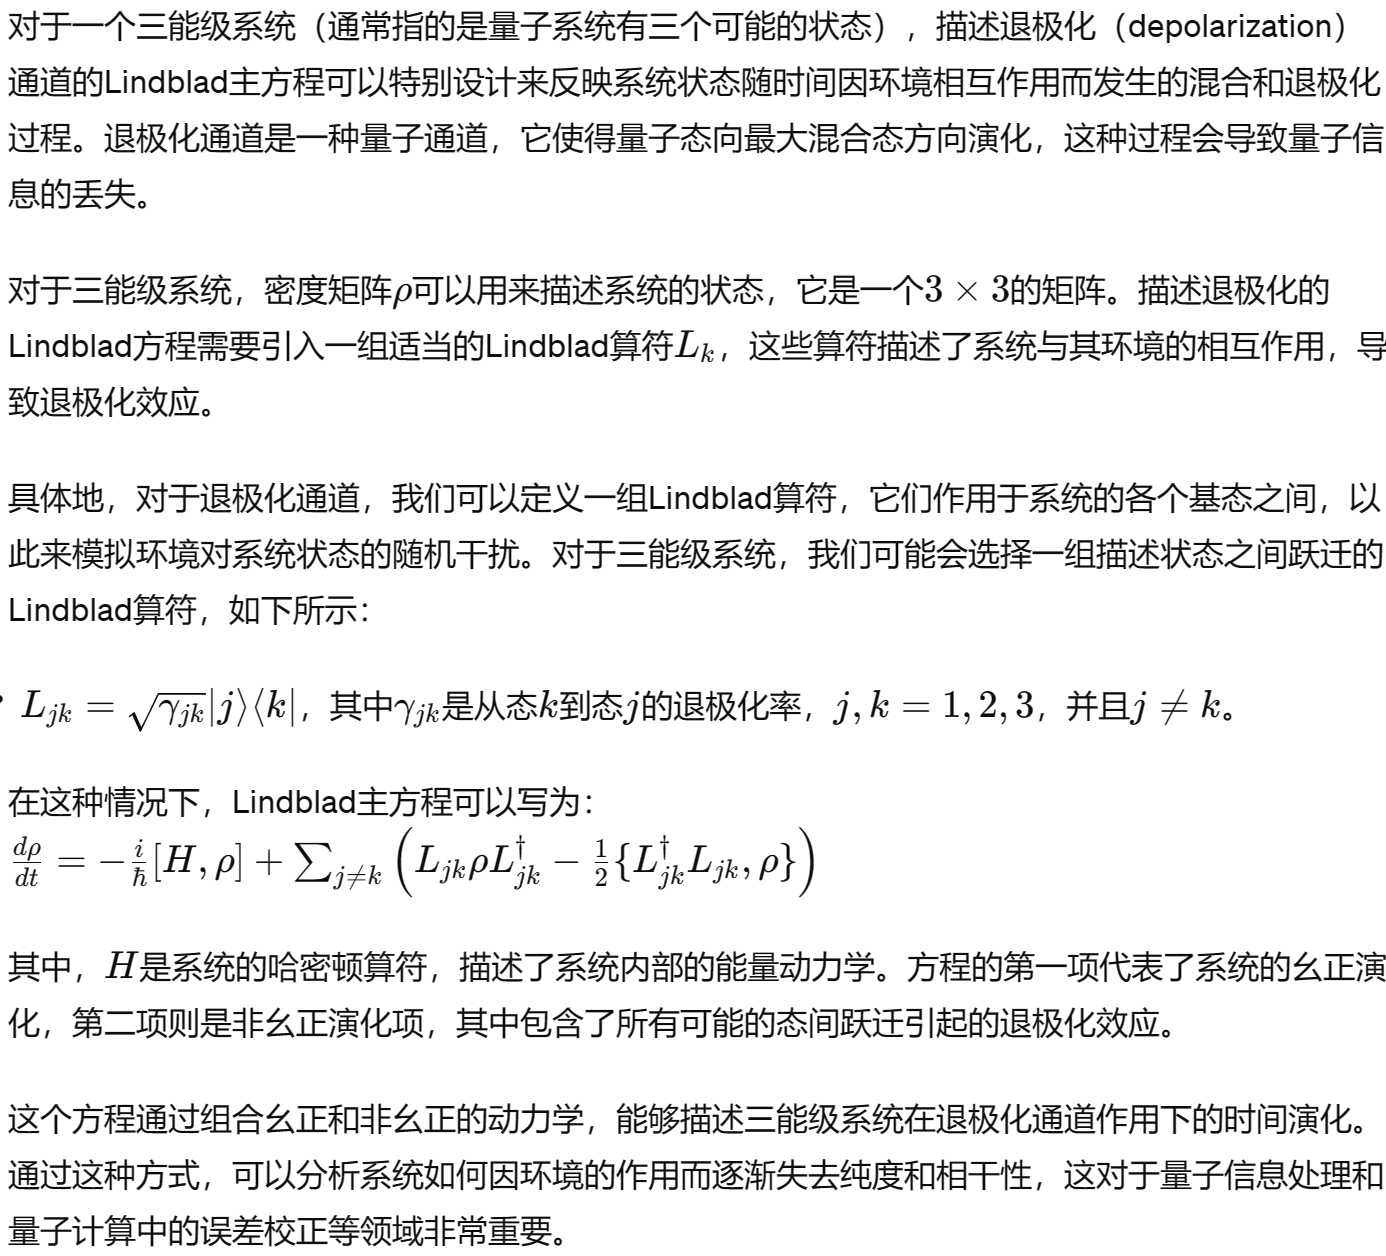 对于一个三能级系统（通常指的是量子系统有三个可能的状态），描述退极化（depolarization）
通道的Lindblad主方程可以特别设计来反映系统状态随时间因环境相互作用而发生的混合和退极化
过程。退极化通道是一种量子通道，它使得量子态向最大混合态方向演化，这种过程会导致量子信
息的丢失。
对于三能级系统，密度矩阵ρ可以用来描述系统的状态，它是一个3 × 3的矩阵。描述退极化的
Lindblad方程需要引入一组适当的Lindblad算符L_k，这些算符描述了系统与其环境的相互作用，导
致退极化效应。
具体地，对于退极化通道，我们可以定义一组Lindblad算符，它们作用于系统的各个基态之间，以
此来模拟环境对系统状态的随机干扰。对于三能级系统，我们可能会选择一组描述状态之间跃迁的
Lindblad算符，如下所示：
• L_{jk} = √γ_{jk}|j⟩⟨k|，其中γ_{jk}是从态k到态j的退极化率，j, k = 1, 2, 3，并且j ≠ k。
在这种情况下，Lindblad主方程可以写为：
\frac{dρ}{dt} = −\frac{i}{ħ}[H, ρ] + ∑_{j≠k} (L_{jk}ρL_{jk}^† − \frac{1}{2}{L_{jk}^†L_{jk}, ρ})
其中，H是系统的哈密顿算符，描述了系统内部的能量动力学。方程的第一项代表了系统的幺正演
化，第二项则是非幺正演化项，其中包含了所有可能的态间跃迁引起的退极化效应。
这个方程通过组合幺正和非幺正的动力学，能够描述三能级系统在退极化通道作用下的时间演化。
通过这种方式，可以分析系统如何因环境的作用而逐渐失去纯度和相干性，这对于量子信息处理和
量子计算中的误差校正等领域非常重要。